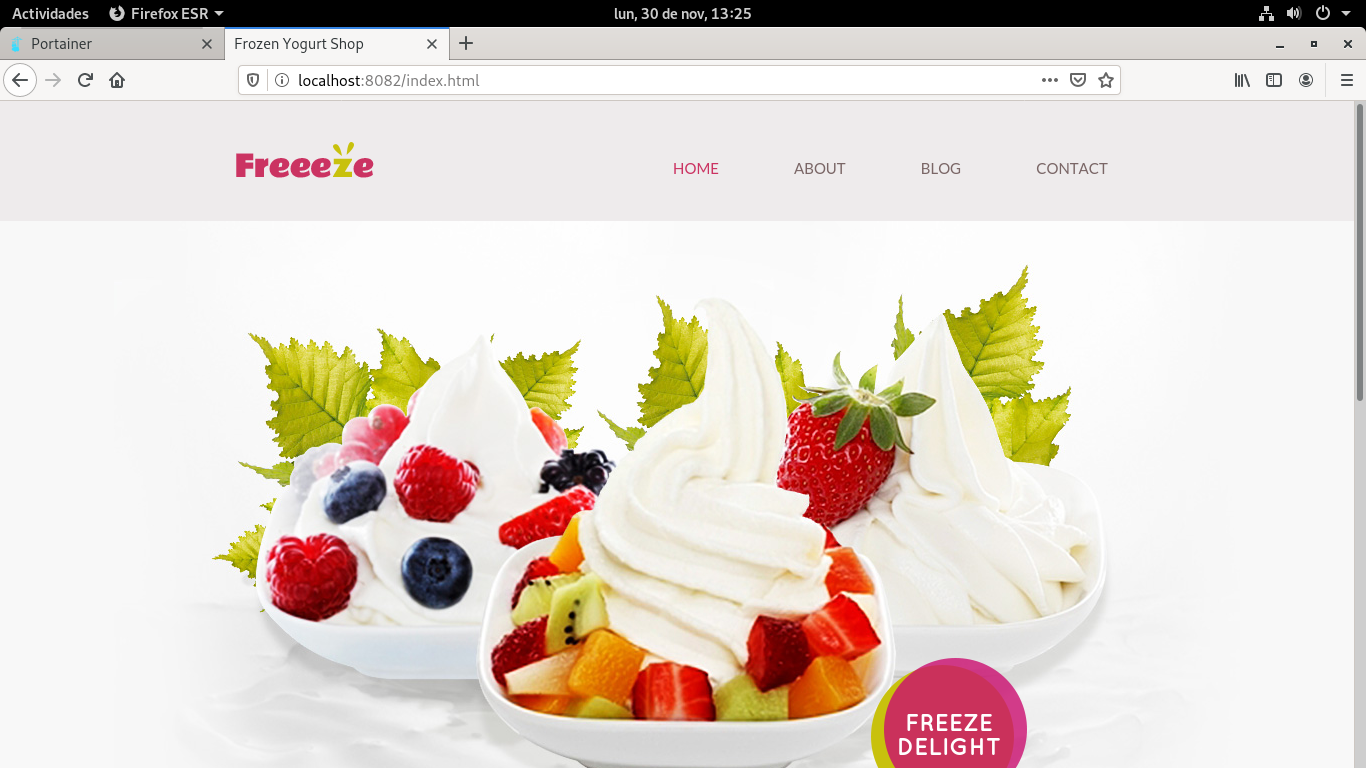 Actividades Firefox ESR lun, 30 de nov, 13:25
Portainer Frozen Yogurt Shop
localhost:8082/index.html
Freeeze HOME ABOUT BLOG CONTACT
FREEZE
DELIGHT